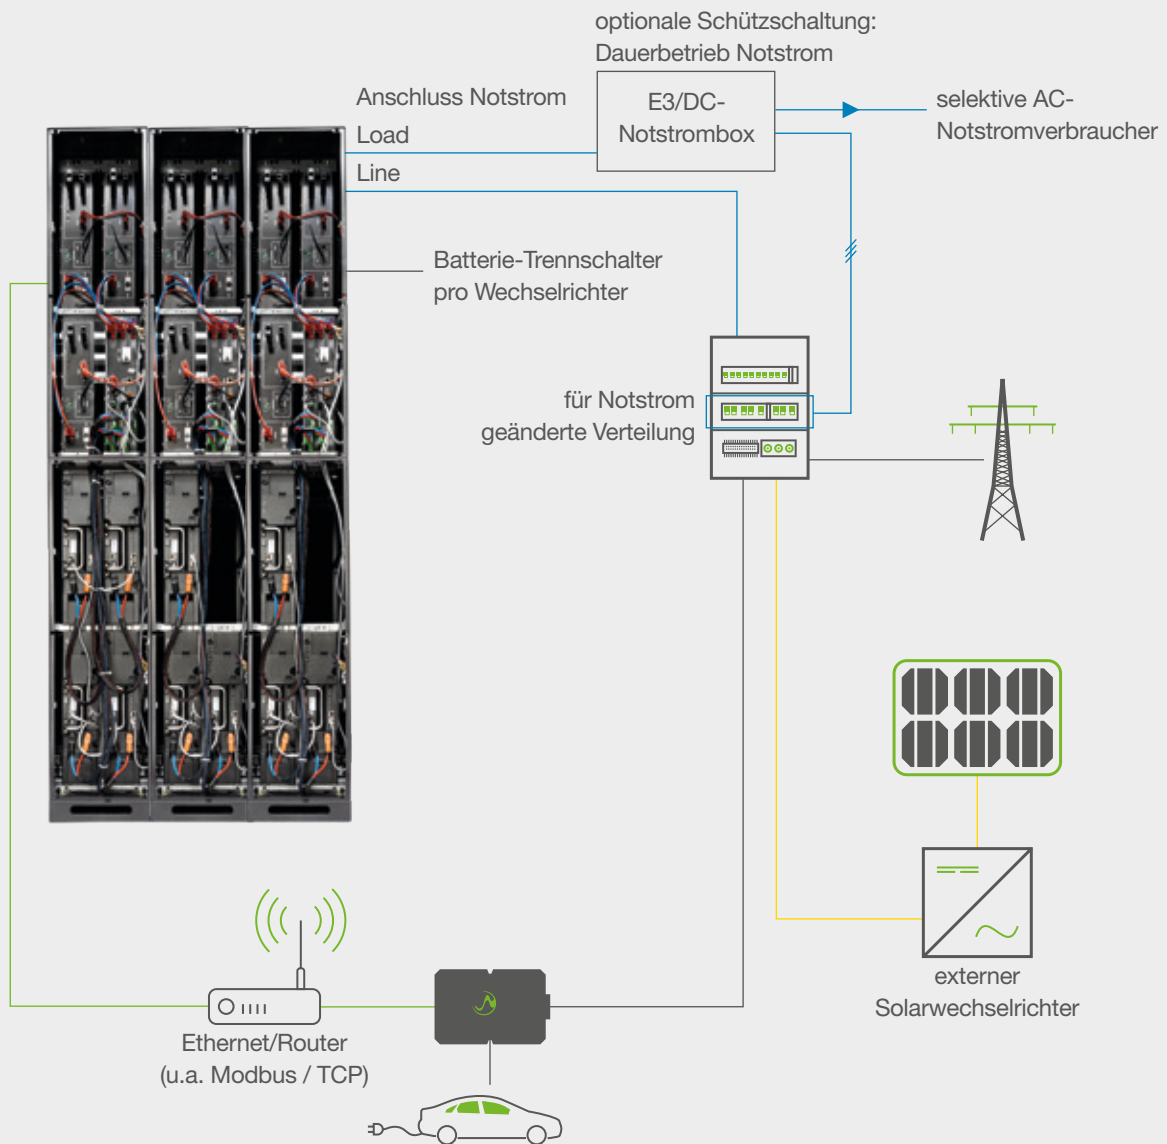 optionale Schützschaltung:
Dauerbetrieb Notstrom
Anschluss Notstrom
Load
Line
E3/DC-
Notstrombox
selektive AC-
Notstromverbraucher
Batterie-Trennschalter
pro Wechselrichter
für Notstrom
geänderte Verteilung
externer
Solarwechselrichter
Ethernet/Router
(u.a. Modbus / TCP)